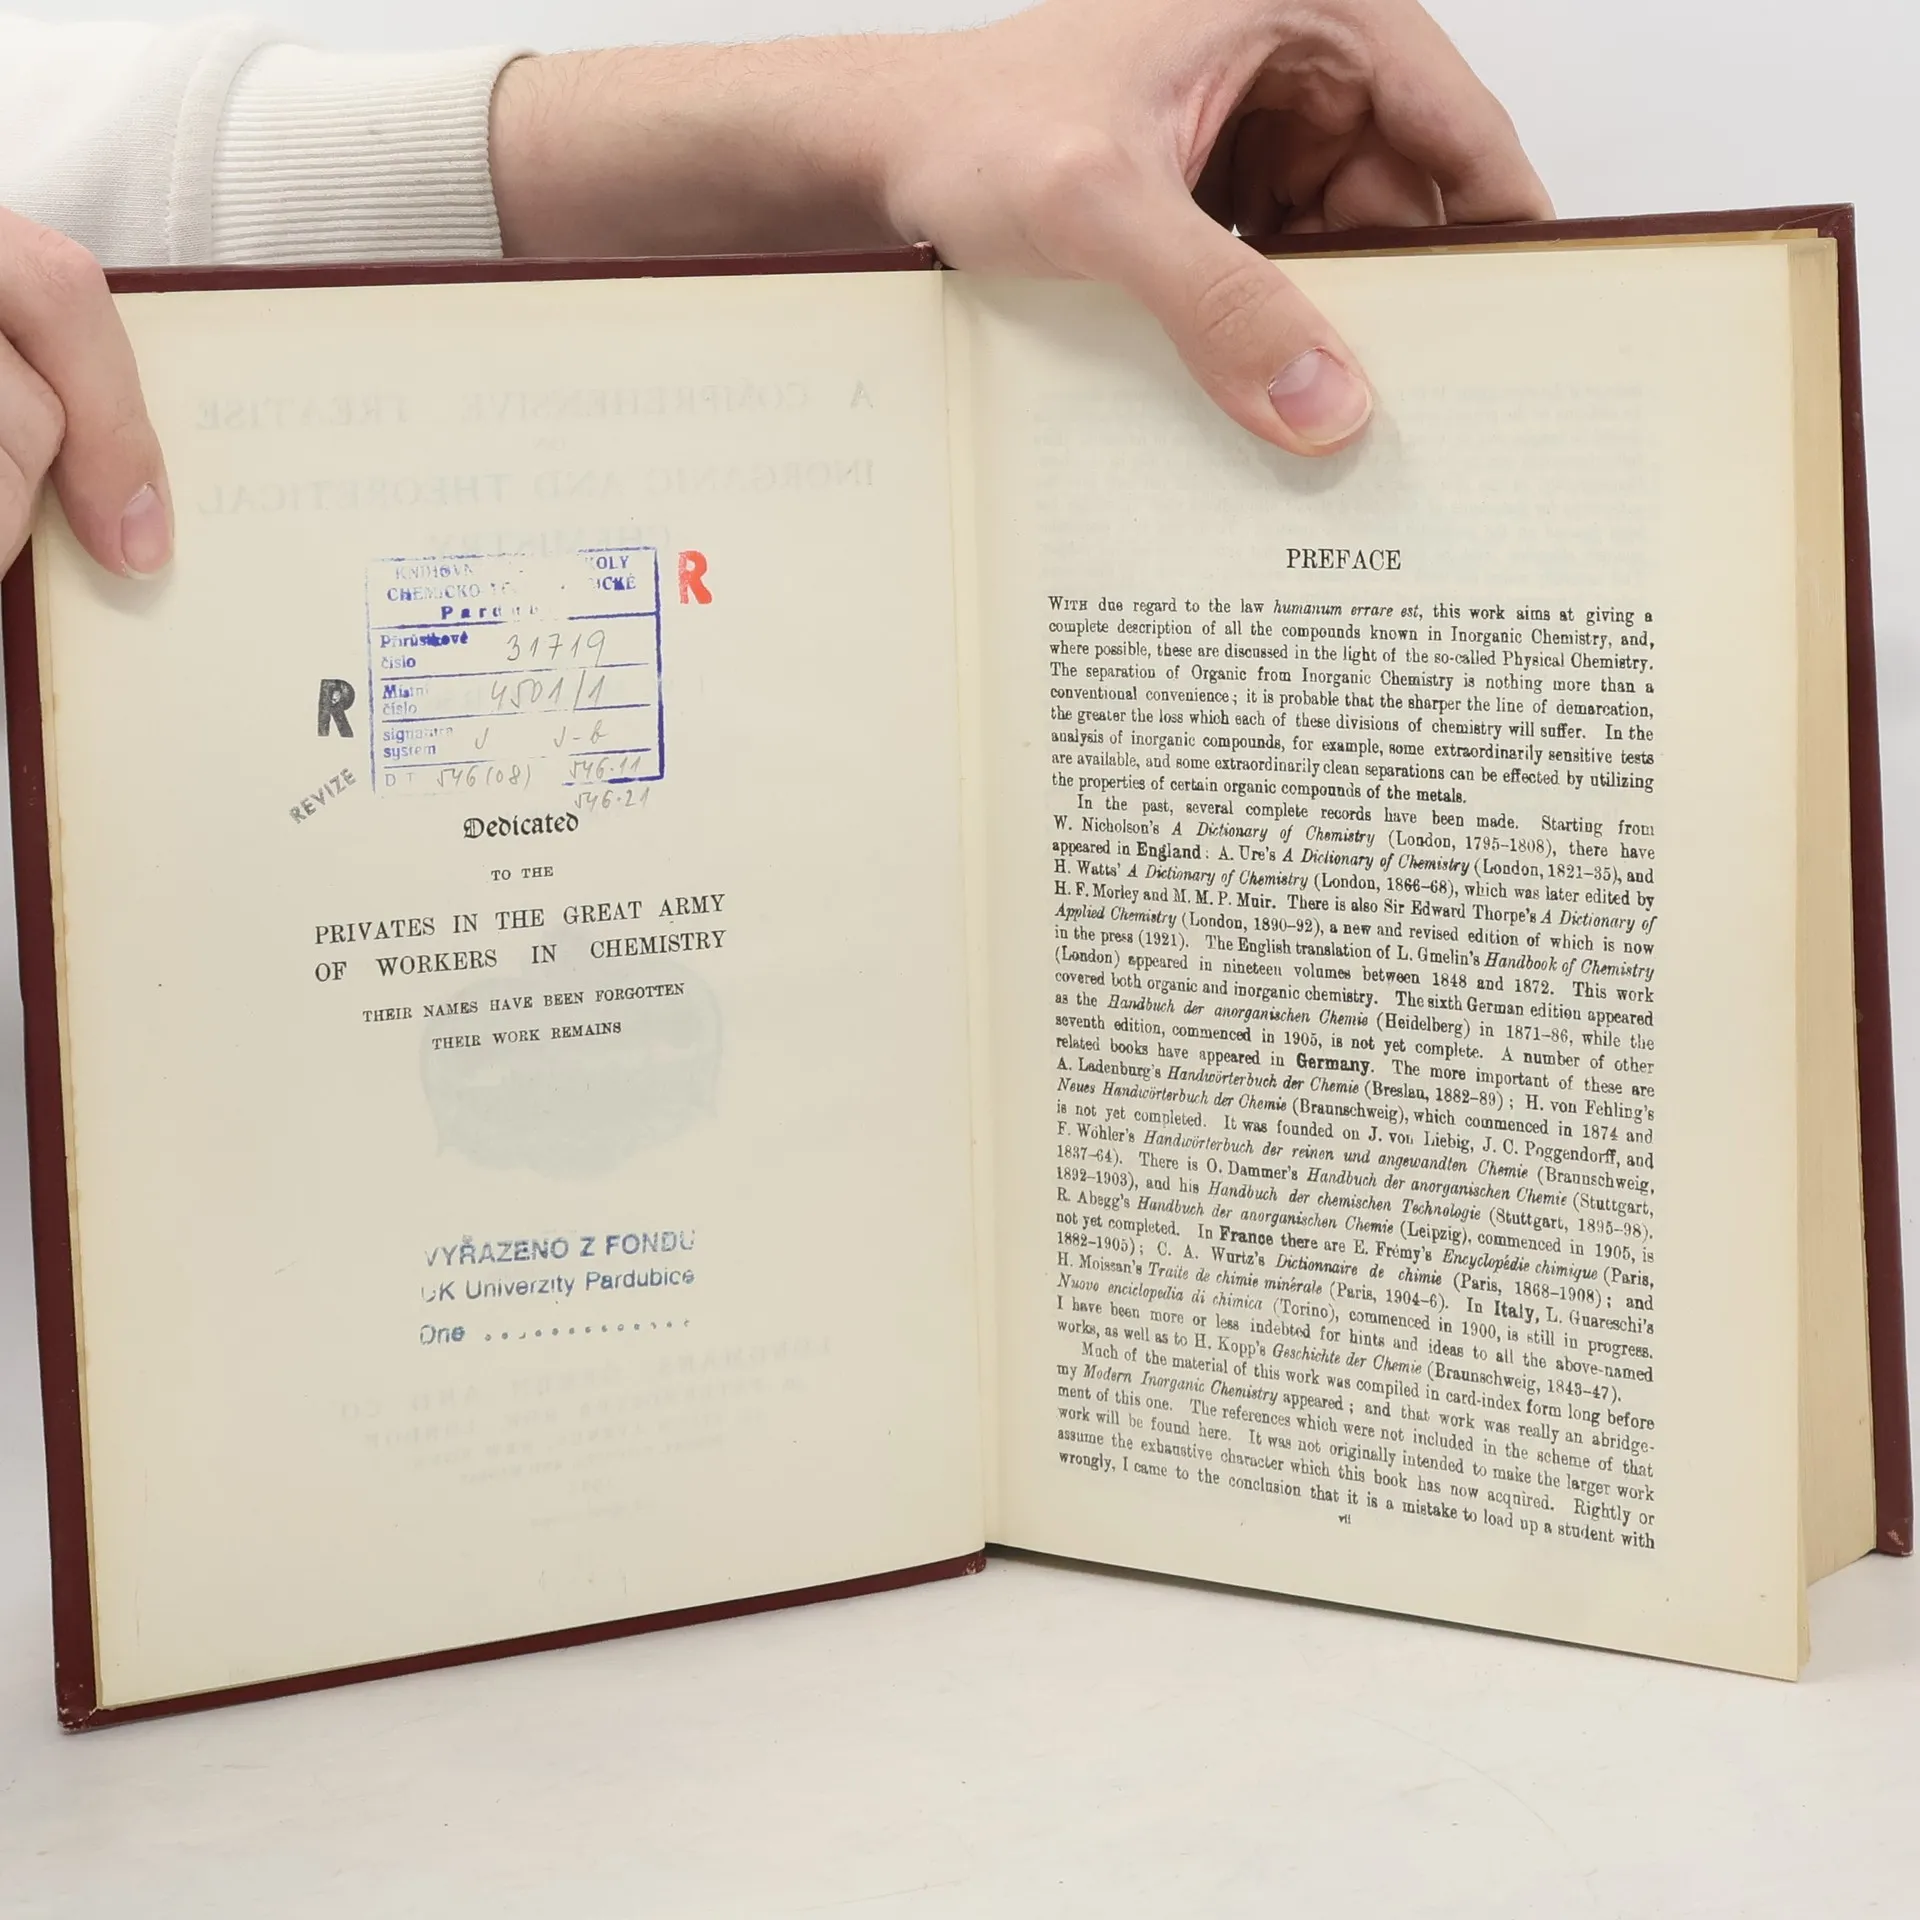 KNIHOVN KOLY
CHEMICKO ICKÉ
Pardub
Přírůstkové
číslo 31719
Místní
číslo 4501/1
signatura
systém J J-b
D T 546(08) 546.11
546.21
R
R
REVIZE
Dedicated
TO THE
PRIVATES IN THE GREAT ARMY
OF WORKERS IN CHEMISTRY
THEIR NAMES HAVE BEEN FORGOTTEN
THEIR WORK REMAINS
VYŘAZENO Z FONDU
UK Univerzity Pardubice
Dne .............
PREFACE
WITH due regard to the law humanum errare est, this work aims at giving a
complete description of all the compounds known in Inorganic Chemistry, and,
where possible, these are discussed in the light of the so-called Physical Chemistry.
The separation of Organic from Inorganic Chemistry is nothing more than a
conventional convenience; it is probable that the sharper the line of demarcation,
the greater the loss which each of these divisions of chemistry will suffer. In the
analysis of inorganic compounds, for example, some extraordinarily sensitive tests
are available, and some extraordinarily clean separations can be effected by utilizing
the properties of certain organic compounds of the metals.
In the past, several complete records have been made. Starting from
W. Nicholson's A Dictionary of Chemistry (London, 1795-1808), there have
appeared in England: A. Ure's A Dictionary of Chemistry (London, 1821-35), and
H. Watts' A Dictionary of Chemistry (London, 1866-68), which was later edited by
H. F. Morley and M. M. P. Muir. There is also Sir Edward Thorpe's A Dictionary of
Applied Chemistry (London, 1890-92), a new and revised edition of which is now
in the press (1921). The English translation of L. Gmelin's Handbook of Chemistry
(London) appeared in nineteen volumes between 1848 and 1872. This work
covered both organic and inorganic chemistry. The sixth German edition appeared
as the Handbuch der anorganischen Chemie (Heidelberg) in 1871-86, while the
seventh edition, commenced in 1905, is not yet complete. A number of other
related books have appeared in Germany. The more important of these are
A. Ladenburg's Handwörterbuch der Chemie (Breslau, 1882-89); H. von Fehling's
Neues Handwörterbuch der Chemie (Braunschweig), which commenced in 1874 and
is not yet completed. It was founded on J. von Liebig, J. C. Poggendorff, and
F. Wöhler's Handwörterbuch der reinen und angewandten Chemie (Braunschweig,
1837-64). There is O. Dammer's Handbuch der anorganischen Chemie (Stuttgart,
1892-1903), and his Handbuch der chemischen Technologie (Stuttgart, 1895-98).
R. Abegg's Handbuch der anorganischen Chemie (Leipzig), commenced in 1905, is
not yet completed. In France there are E. Frémy's Encyclopédie chimique (Paris,
1882-1905); C. A. Wurtz's Dictionnaire de chimie (Paris, 1868-1908); and
H. Moissan's Traite de chimie minérale (Paris, 1904-6). In Italy, L. Guareschi's
Nuovo enciclopedia di chimica (Torino), commenced in 1900, is still in progress.
I have been more or less indebted for hints and ideas to all the above-named
works, as well as to H. Kopp's Geschichte der Chemie (Braunschweig, 1843-47).
Much of the material of this work was compiled in card-index form long before
my Modern Inorganic Chemistry appeared; and that work was really an abridge-
ment of this one. The references which were not included in the scheme of that
work will be found here. It was not originally intended to make the larger work
assume the exhaustive character which this book has now acquired. Rightly or
wrongly, I came to the conclusion that it is a mistake to load up a student with
vii